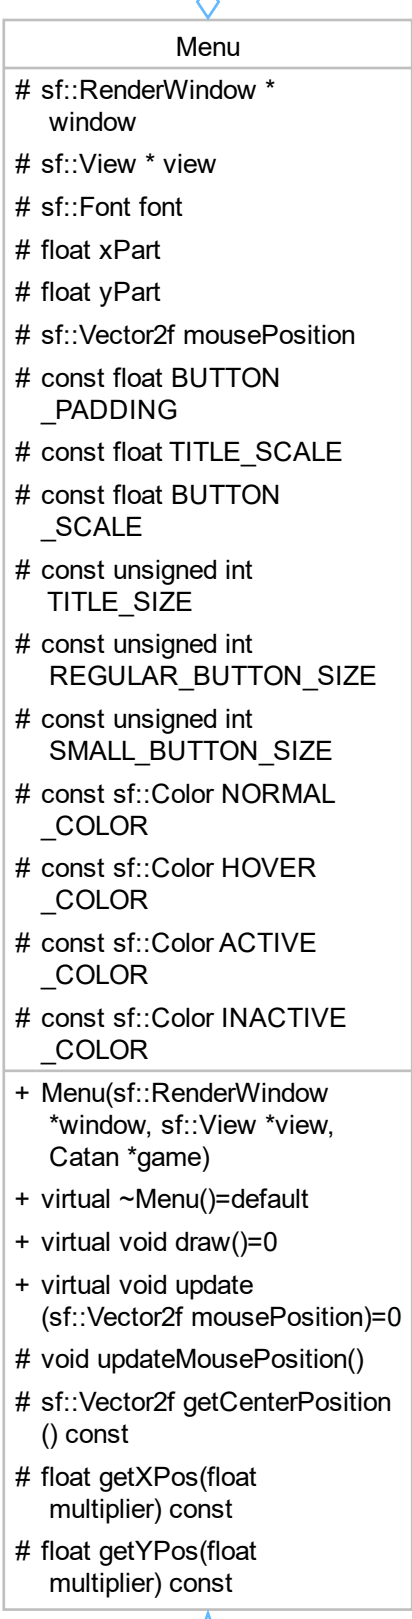 Menu
# sf::RenderWindow *
window
# sf::View * view
# sf::Font font
# float xPart
# float yPart
# sf::Vector2f mousePosition
# const float BUTTON
_PADDING
# const float TITLE_SCALE
# const float BUTTON
_SCALE
# const unsigned int
TITLE_SIZE
# const unsigned int
REGULAR_BUTTON_SIZE
# const unsigned int
SMALL_BUTTON_SIZE
# const sf::Color NORMAL
_COLOR
# const sf::Color HOVER
_COLOR
# const sf::Color ACTIVE
_COLOR
# const sf::Color INACTIVE
_COLOR
+ Menu(sf::RenderWindow
*window, sf::View *view,
Catan *game)
+ virtual ~Menu()=default
+ virtual void draw()=0
+ virtual void update
(sf::Vector2f mousePosition)=0
# void updateMousePosition()
# sf::Vector2f getCenterPosition
() const
# float getXPos(float
multiplier) const
# float getYPos(float
multiplier) const